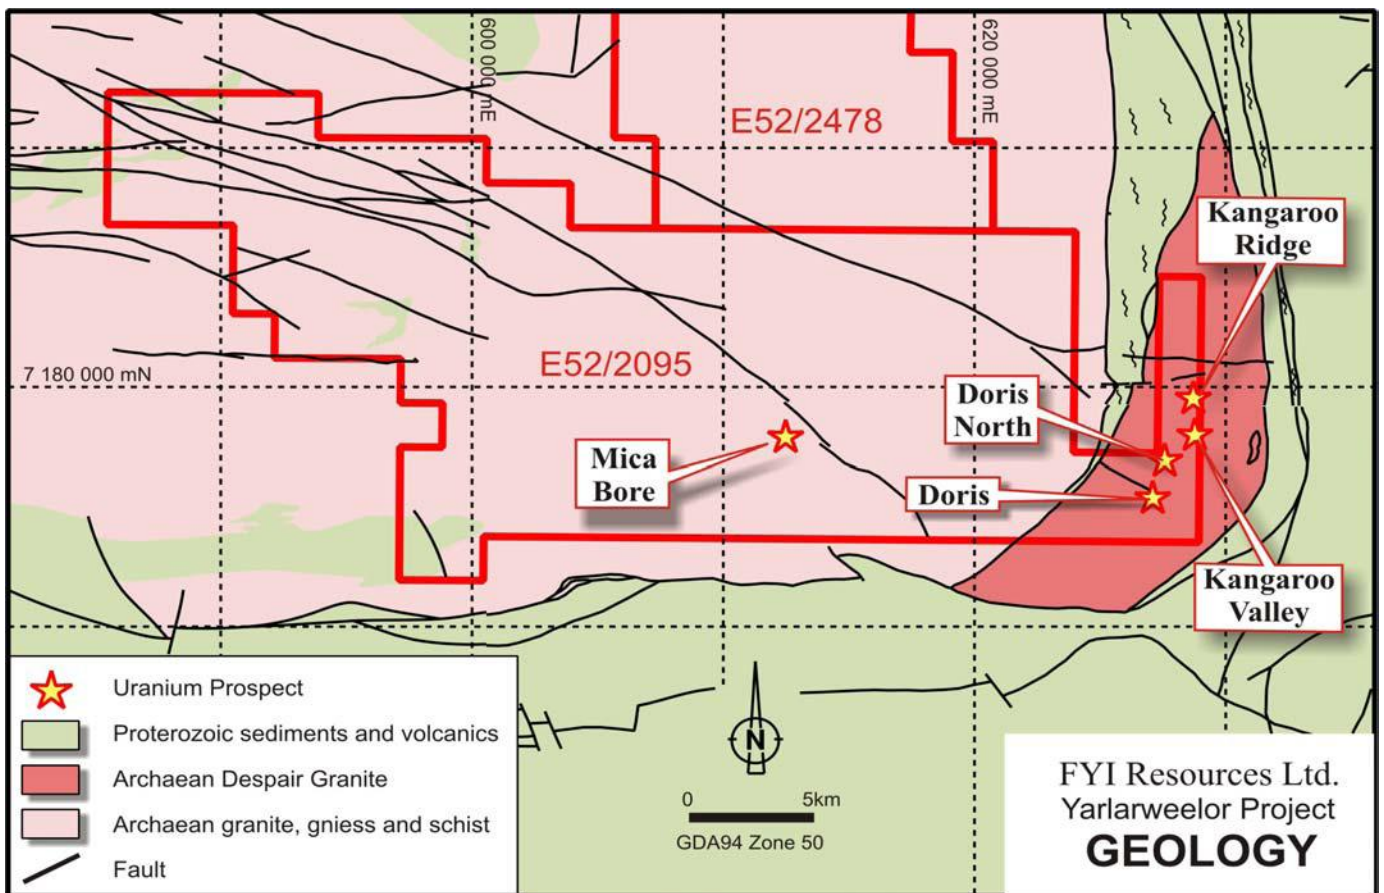 600 000 mE
620 000 mE
E52/2478
Kangaroo
Ridge
7 180 000 mN
E52/2095
Doris
North
Mica
Bore
Doris
Kangaroo
Valley
Uranium Prospect
Proterozoic sediments and volcanics
Archaean Despair Granite
Archaean granite, gniess and schist
Fault
N
0 5km
GDA94 Zone 50
FYI Resources Ltd.
Yarlarweelor Project
GEOLOGY